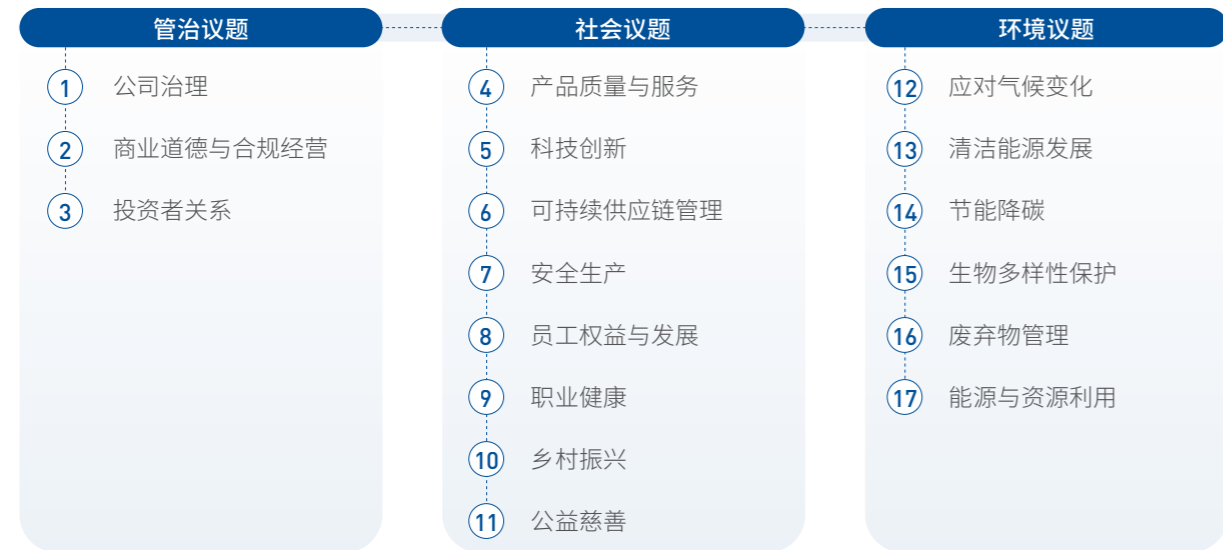 管治议题
1 公司治理
2 商业道德与合规经营
3 投资者关系
社会议题
4 产品质量与服务
5 科技创新
6 可持续供应链管理
7 安全生产
8 员工权益与发展
9 职业健康
10 乡村振兴
11 公益慈善
环境议题
12 应对气候变化
13 清洁能源发展
14 节能降碳
15 生物多样性保护
16 废弃物管理
17 能源与资源利用